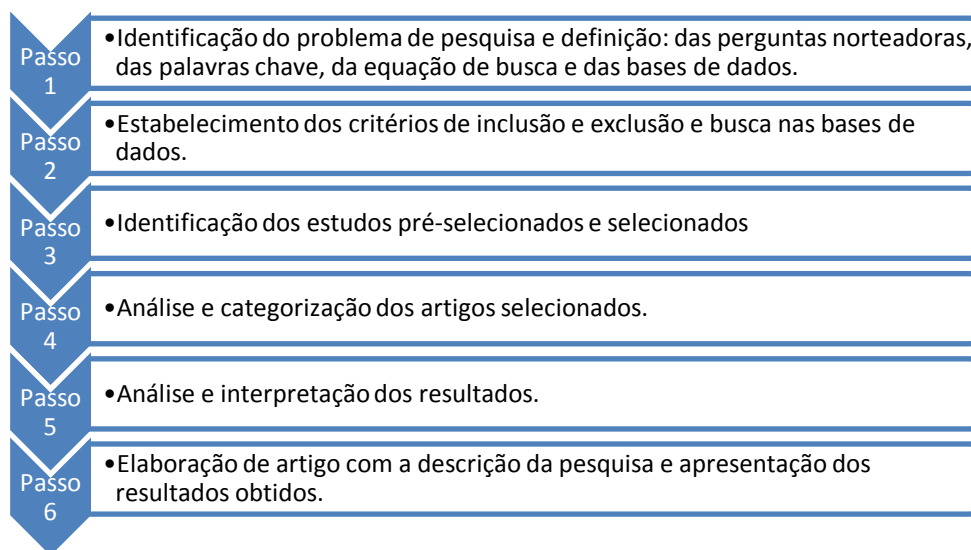 Passo
1
•Identificação do problema de pesquisa e definição: das perguntas norteadoras,
das palavras chave, da equação de busca e das bases de dados.
Passo
2
•Estabelecimento dos critérios de inclusão e exclusão e busca nas bases de
dados.
Passo
3
•Identificação dos estudos pré-selecionados e selecionados
Passo
4
•Análise e categorização dos artigos selecionados.
Passo
5
•Análise e interpretação dos resultados.
Passo
6
•Elaboração de artigo com a descrição da pesquisa e apresentação dos
resultados obtidos.